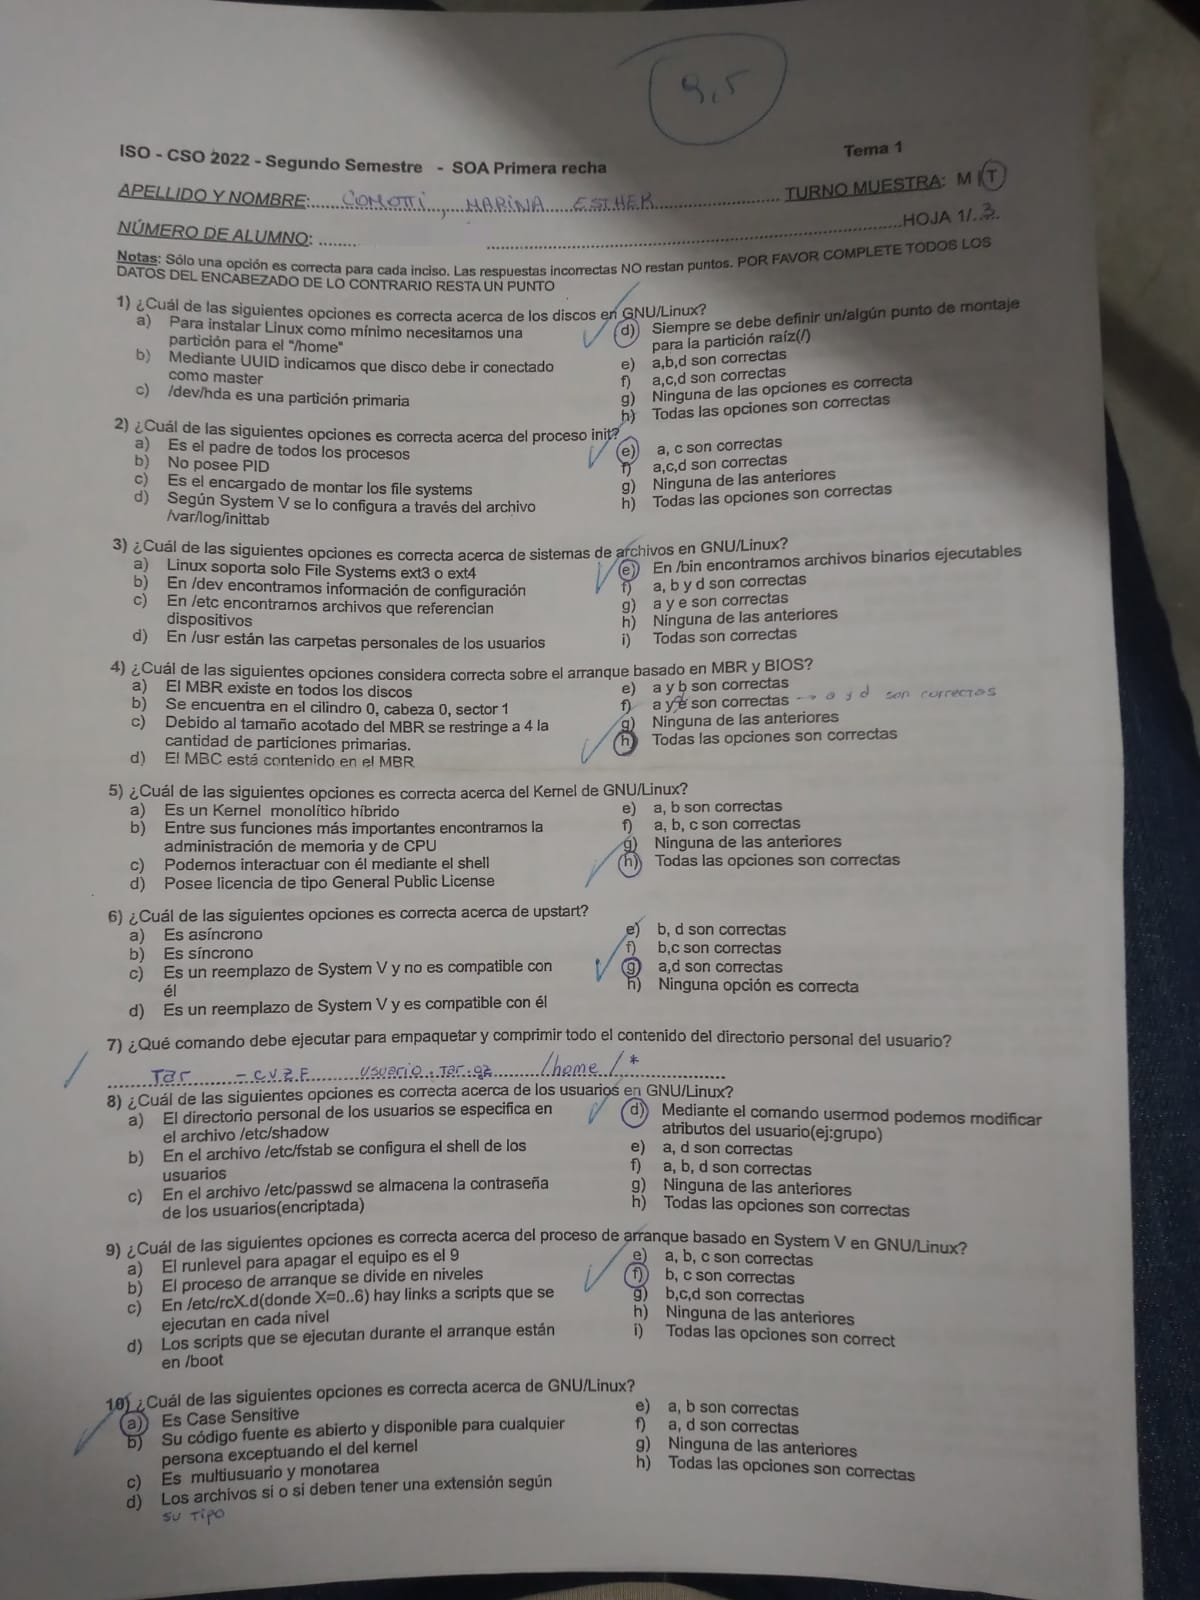 9,5
ISO - CSO 2022 - Segundo Semestre - SOA Primera recha
Tema 1
APELLIDO Y NOMBRE: COMOTTI, MARINA ESTHER TURNO MUESTRA: M / T
NÚMERO DE ALUMNO: ........ HOJA 1/..3.
Notas: Sólo una opción es correcta para cada inciso. Las respuestas incorrectas NO restan puntos. POR FAVOR COMPLETE TODOS LOS
DATOS DEL ENCABEZADO DE LO CONTRARIO RESTA UN PUNTO
1) ¿Cuál de las siguientes opciones es correcta acerca de los discos en GNU/Linux?
a) Para instalar Linux como mínimo necesitamos una
partición para el "/home"
b) Mediante UUID indicamos que disco debe ir conectado
como master
c) /dev/hda es una partición primaria
d) Siempre se debe definir un/algún punto de montaje
para la partición raíz(/)
e) a,b,d son correctas
f) a,c,d son correctas
g) Ninguna de las opciones es correcta
h) Todas las opciones son correctas
2) ¿Cuál de las siguientes opciones es correcta acerca del proceso init?
a) Es el padre de todos los procesos
b) No posee PID
c) Es el encargado de montar los file systems
d) Según System V se lo configura a través del archivo
/var/log/inittab
e) a, c son correctas
f) a,c,d son correctas
g) Ninguna de las anteriores
h) Todas las opciones son correctas
3) ¿Cuál de las siguientes opciones es correcta acerca de sistemas de archivos en GNU/Linux?
a) Linux soporta solo File Systems ext3 o ext4
b) En /dev encontramos información de configuración
c) En /etc encontramos archivos que referencian
dispositivos
d) En /usr están las carpetas personales de los usuarios
e) En /bin encontramos archivos binarios ejecutables
f) a, b y d son correctas
g) a y e son correctas
h) Ninguna de las anteriores
i) Todas son correctas
4) ¿Cuál de las siguientes opciones considera correcta sobre el arranque basado en MBR y BIOS?
a) El MBR existe en todos los discos
b) Se encuentra en el cilindro 0, cabeza 0, sector 1
c) Debido al tamaño acotado del MBR se restringe a 4 la
cantidad de particiones primarias.
d) El MBC está contenido en el MBR
e) a y b son correctas
f) a y e son correctas → a y d son correctas
g) Ninguna de las anteriores
h) Todas las opciones son correctas
5) ¿Cuál de las siguientes opciones es correcta acerca del Kernel de GNU/Linux?
a) Es un Kernel monolítico híbrido
b) Entre sus funciones más importantes encontramos la
administración de memoria y de CPU
c) Podemos interactuar con él mediante el shell
d) Posee licencia de tipo General Public License
e) a, b son correctas
f) a, b, c son correctas
g) Ninguna de las anteriores
h) Todas las opciones son correctas
6) ¿Cuál de las siguientes opciones es correcta acerca de upstart?
a) Es asíncrono
b) Es síncrono
c) Es un reemplazo de System V y no es compatible con
él
d) Es un reemplazo de System V y es compatible con él
e) b, d son correctas
f) b,c son correctas
g) a,d son correctas
h) Ninguna opción es correcta
7) ¿Qué comando debe ejecutar para empaquetar y comprimir todo el contenido del directorio personal del usuario?
Tar -cvzf usuario.Tar.gz /home/*
8) ¿Cuál de las siguientes opciones es correcta acerca de los usuarios en GNU/Linux?
a) El directorio personal de los usuarios se especifica en
el archivo /etc/shadow
b) En el archivo /etc/fstab se configura el shell de los
usuarios
c) En el archivo /etc/passwd se almacena la contraseña
de los usuarios(encriptada)
d) Mediante el comando usermod podemos modificar
atributos del usuario(ej:grupo)
e) a, d son correctas
f) a, b, d son correctas
g) Ninguna de las anteriores
h) Todas las opciones son correctas
9) ¿Cuál de las siguientes opciones es correcta acerca del proceso de arranque basado en System V en GNU/Linux?
a) El runlevel para apagar el equipo es el 9
b) El proceso de arranque se divide en niveles
c) En /etc/rcX.d(donde X=0..6) hay links a scripts que se
ejecutan en cada nivel
d) Los scripts que se ejecutan durante el arranque están
en /boot
e) a, b, c son correctas
f) b, c son correctas
g) b,c,d son correctas
h) Ninguna de las anteriores
i) Todas las opciones son correct
10) ¿Cuál de las siguientes opciones es correcta acerca de GNU/Linux?
a) Es Case Sensitive
b) Su código fuente es abierto y disponible para cualquier
persona exceptuando el del kernel
c) Es multiusuario y monotarea
d) Los archivos si o si deben tener una extensión según
su Tipo
e) a, b son correctas
f) a, d son correctas
g) Ninguna de las anteriores
h) Todas las opciones son correctas